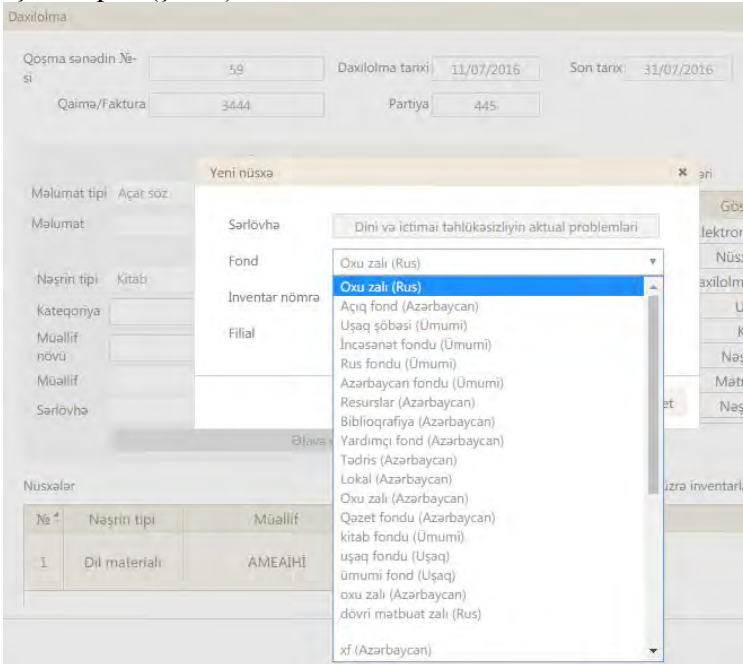 Daxilolma
Qoşma sənədin №-si 59 Daxilolma tarixi 11/07/2016 Son tarix 31/07/2016
Qaimə/Faktura 3444 Partiya 445
Yeni nüsxə
Məlumat tipi Açar söz
Məlumat
Nəşrin tipi Kitab
Kateqoriya
Müəllif növü
Müəllif
Sərlövhə
Sərlövhə Dini və ictimai təhlükəsizliyin aktual problemləri
Fond Oxu zalı (Rus)
İnventar nömrə
Filial
Oxu zalı (Rus)
Açıq fond (Azərbaycan)
Uşaq şöbəsi (Ümumi)
İncəsənət fondu (Ümumi)
Rus fondu (Ümumi)
Azərbaycan fondu (Ümumi)
Resurslar (Azərbaycan)
Biblioqrafiya (Azərbaycan)
Yardımçı fond (Azərbaycan)
Tədris (Azərbaycan)
Lokal (Azərbaycan)
Oxu zalı (Azərbaycan)
Qəzet fondu (Azərbaycan)
kitab fondu (Ümumi)
uşaq fondu (Uşaq)
ümumi fond (Uşaq)
oxu zalı (Azərbaycan)
dövri mətbuat zalı (Rus)
xf (Azərbaycan)
Əlavə
Nüsxələr
№ Nəşrin tipi Müəllif
1 Dil materialı AMEAİHİ